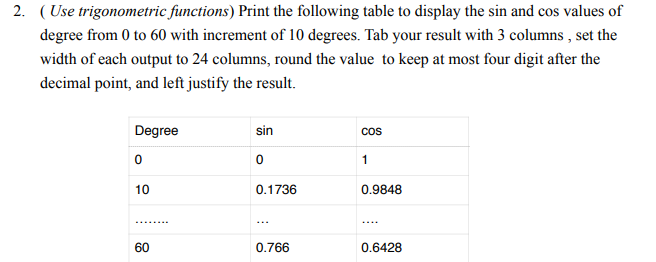 2. ( Use trigonometric functions) Print the following table to display the sin and cos values of
degree from 0 to 60 with increment of 10 degrees. Tab your result with 3 columns , set the
width of each output to 24 columns, round the value to keep at most four digit after the
decimal point, and left justify the result.
Degree sin cos
0 0 1
10 0.1736 0.9848
........ ... ....
60 0.766 0.6428